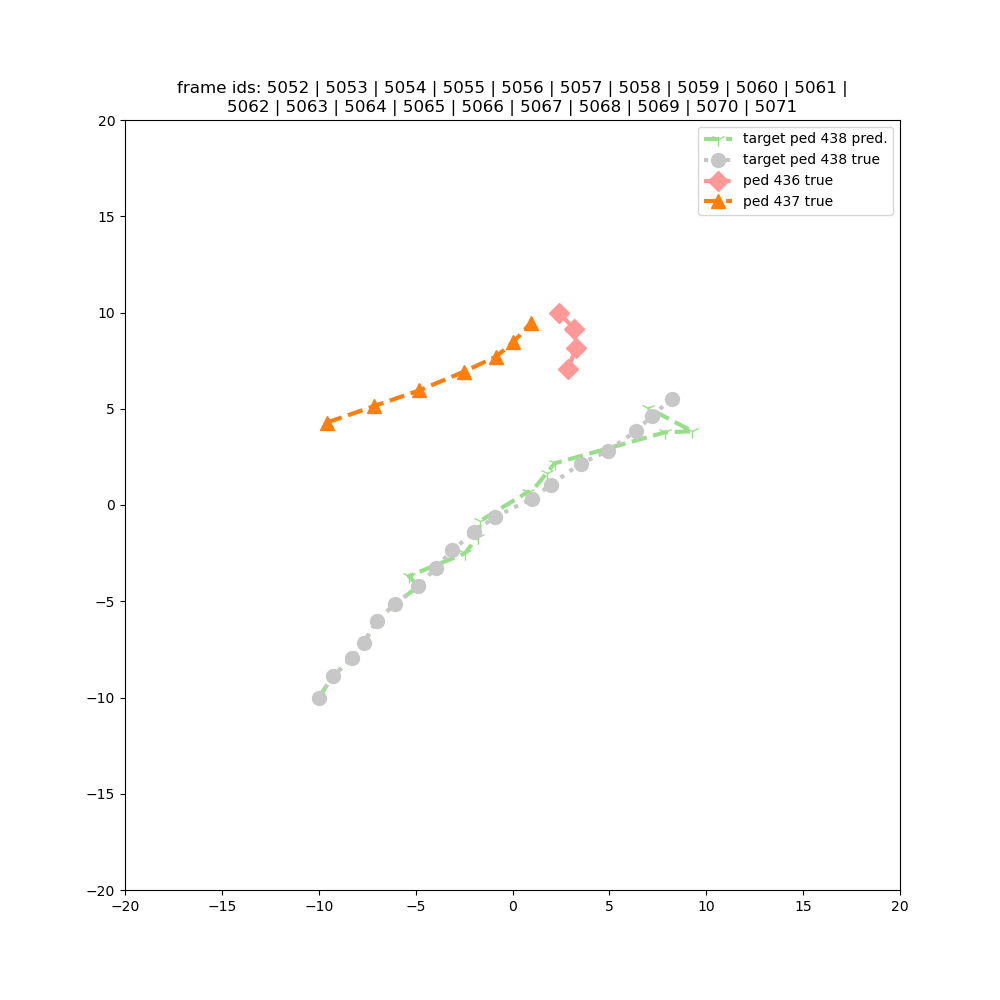 frame ids: 5052 | 5053 | 5054 | 5055 | 5056 | 5057 | 5058 | 5059 | 5060 | 5061 |
5062 | 5063 | 5064 | 5065 | 5066 | 5067 | 5068 | 5069 | 5070 | 5071
target ped 438 pred.
target ped 438 true
ped 436 true
ped 437 true
20
15
10
5
0
−5
−10
−15
−20
−20 −15 −10 −5 0 5 10 15 20